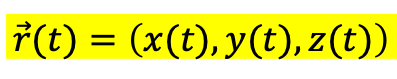 r⃗(t) = (x(t), y(t), z(t))